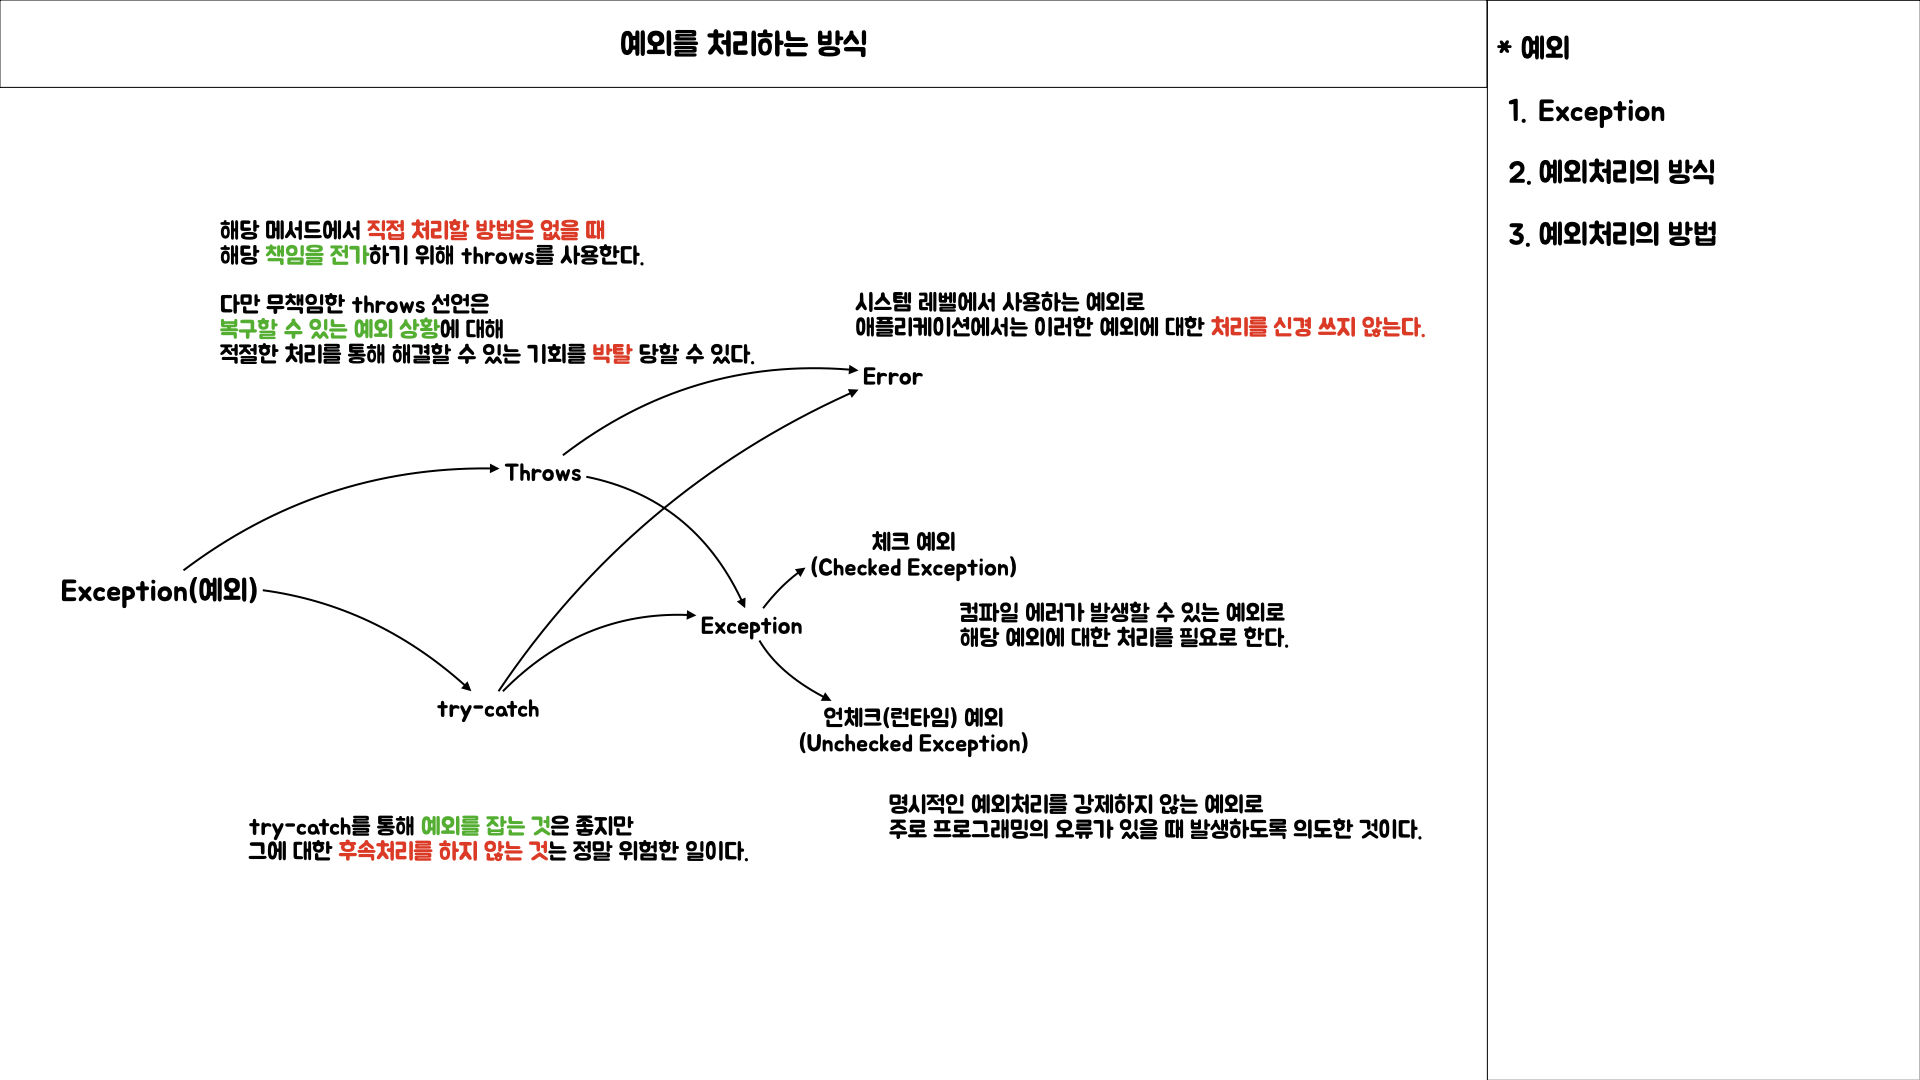 예외를 처리하는 방식
해당 메서드에서 직접 처리할 방법은 없을 때
해당 책임을 전가하기 위해 throws를 사용한다.
다만 무책임한 throws 선언은
복구할 수 있는 예외 상황에 대해
적절한 처리를 통해 해결할 수 있는 기회를 박탈 당할 수 있다.
시스템 레벨에서 사용하는 예외로
애플리케이션에서는 이러한 예외에 대한 처리를 신경 쓰지 않는다.
Error
Throws
Exception(예외)
체크 예외
(Checked Exception)
컴파일 에러가 발생할 수 있는 예외로
해당 예외에 대한 처리를 필요로 한다.
Exception
try-catch
언체크(런타임) 예외
(Unchecked Exception)
명시적인 예외처리를 강제하지 않는 예외로
주로 프로그래밍의 오류가 있을 때 발생하도록 의도한 것이다.
try-catch를 통해 예외를 잡는 것은 좋지만
그에 대한 후속처리를 하지 않는 것는 정말 위험한 일이다.
* 예외
1. Exception
2. 예외처리의 방식
3. 예외처리의 방법